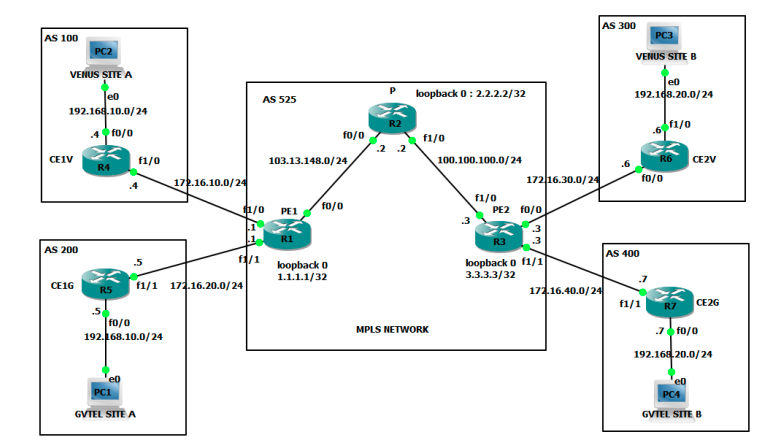 AS 100
PC2
VENUS SITE A
e0
192.168.10.0/24
.4
f0/0
CE1V
R4
f1/0
.4
172.16.10.0/24
AS 200
.5
CE1G
R5
f1/1
172.16.20.0/24
.5
f0/0
192.168.10.0/24
e0
PC1
GVTEL SITE A
AS 525
P
loopback 0 : 2.2.2.2/32
R2
f0/0
.2
.2
f1/0
103.13.148.0/24
100.100.100.0/24
f1/0
.1
.1
f1/1
PE1
f0/0
R1
loopback 0
1.1.1.1/32
f1/0
PE2
.3
f0/0
.3
.3
R3
f1/1
loopback 0
3.3.3.3/32
MPLS NETWORK
AS 300
PC3
VENUS SITE B
e0
192.168.20.0/24
.6
f1/0
R6
CE2V
.6
f0/0
172.16.30.0/24
AS 400
172.16.40.0/24
.7
f1/1
R7
CE2G
.7
f0/0
192.168.20.0/24
e0
PC4
GVTEL SITE B